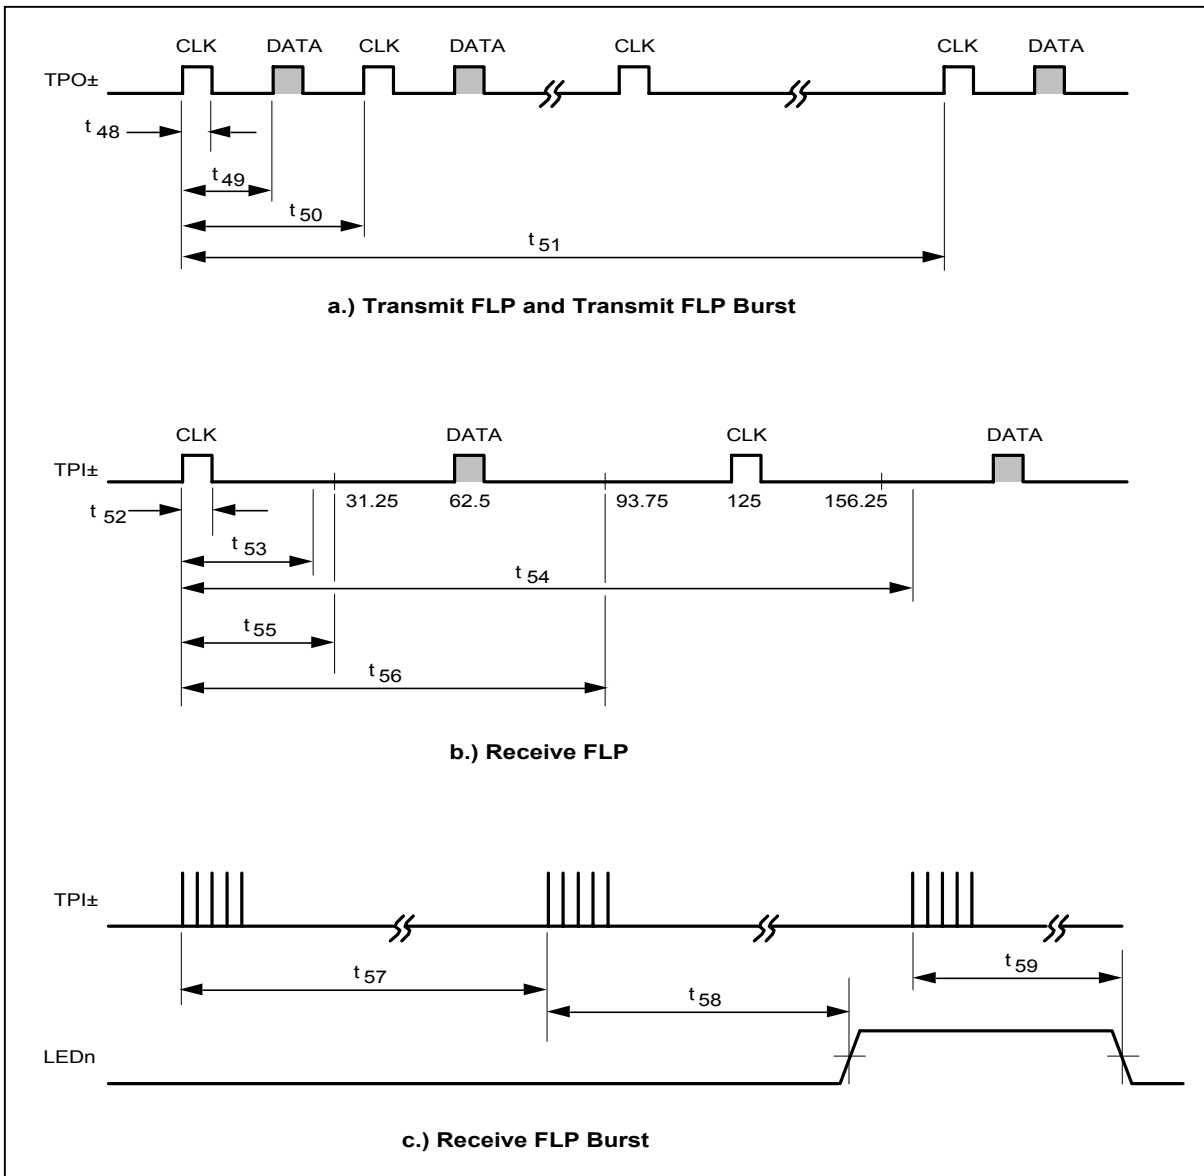 CLK DATA CLK DATA CLK CLK DATA
TPO±
t 48
t 49
t 50
t 51
a.) Transmit FLP and Transmit FLP Burst
CLK DATA CLK DATA
TPI±
31.25 62.5 93.75 125 156.25
t 52
t 53
t 54
t 55
t 56
b.) Receive FLP
TPI±
t 57
t 58
t 59
LEDn
c.) Receive FLP Burst